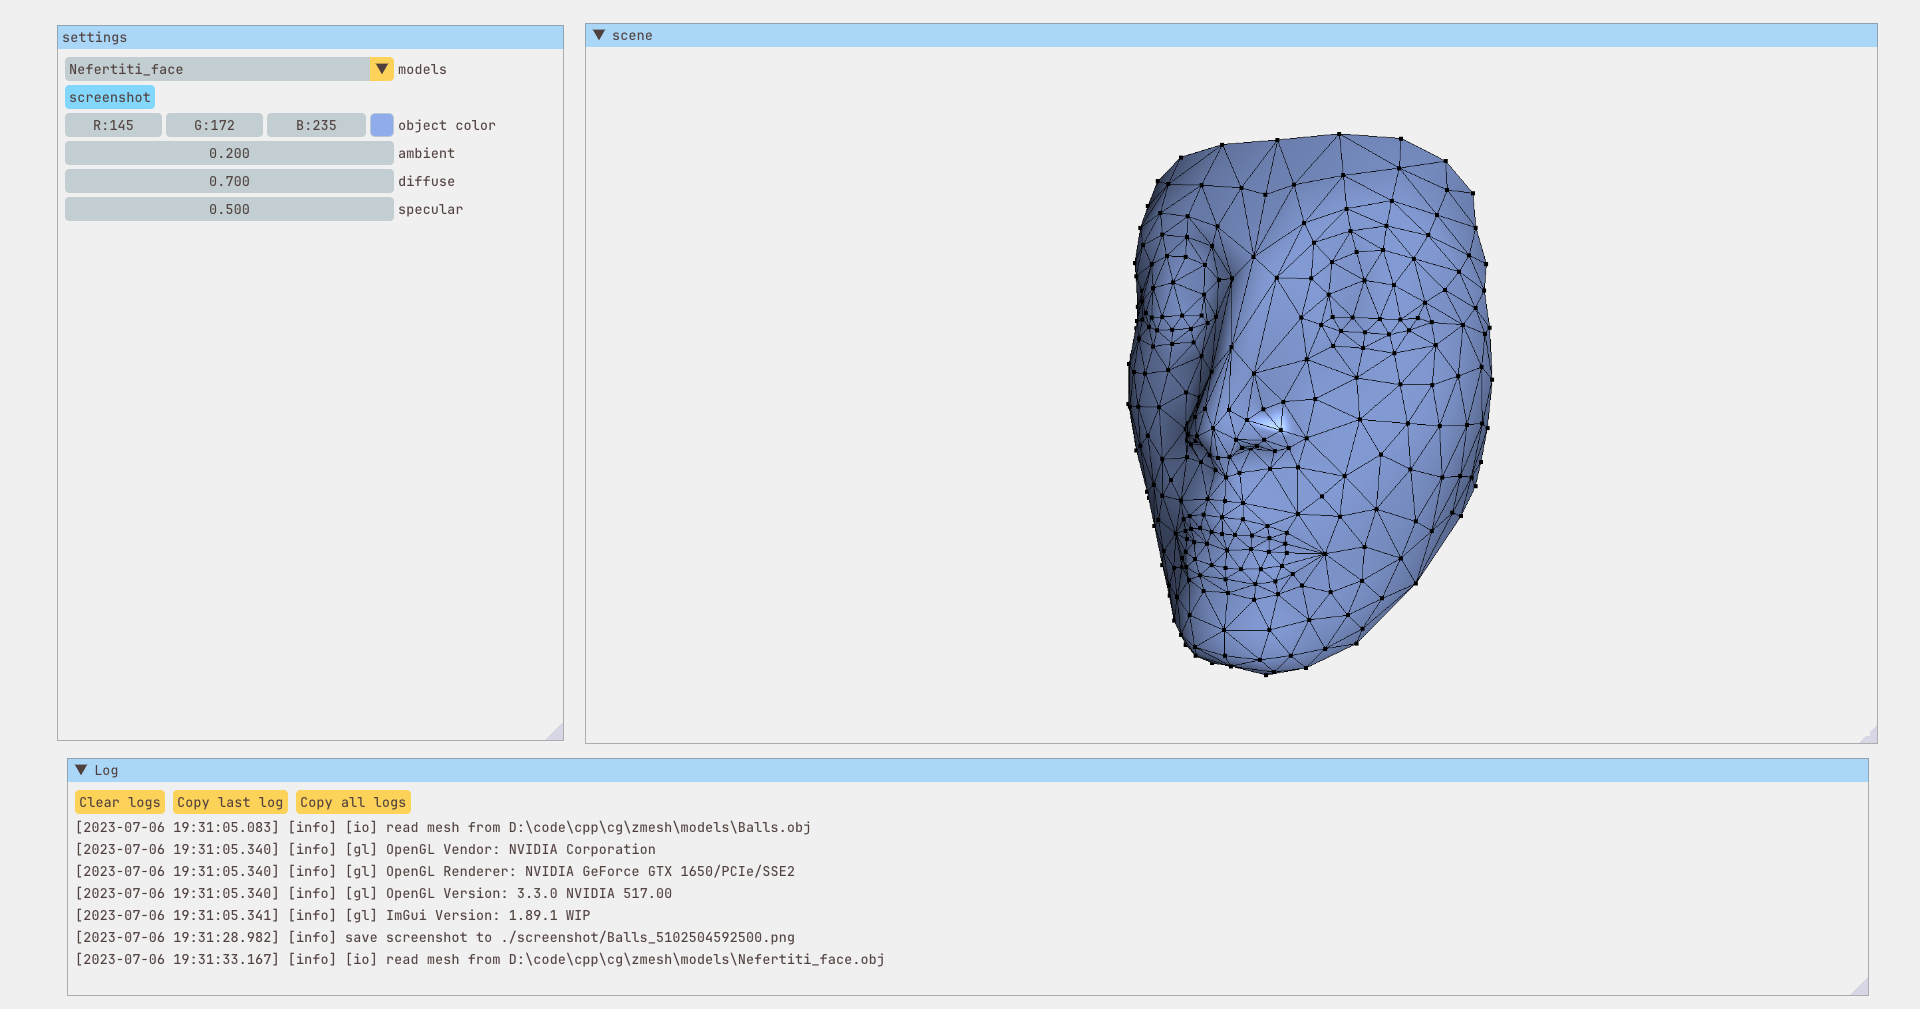 settings
Nefertiti_face models
screenshot
R:145 G:172 B:235 object color
0.200 ambient
0.700 diffuse
0.500 specular
scene
Log
Clear logs Copy last log Copy all logs
[2023-07-06 19:31:05.083] [info] [io] read mesh from D:\code\cpp\cg\zmesh\models\Balls.obj
[2023-07-06 19:31:05.340] [info] [gl] OpenGL Vendor: NVIDIA Corporation
[2023-07-06 19:31:05.340] [info] [gl] OpenGL Renderer: NVIDIA GeForce GTX 1650/PCIe/SSE2
[2023-07-06 19:31:05.340] [info] [gl] OpenGL Version: 3.3.0 NVIDIA 517.00
[2023-07-06 19:31:05.341] [info] [gl] ImGui Version: 1.89.1 WIP
[2023-07-06 19:31:28.982] [info] save screenshot to ./screenshot/Balls_5102504592500.png
[2023-07-06 19:31:33.167] [info] [io] read mesh from D:\code\cpp\cg\zmesh\models\Nefertiti_face.obj